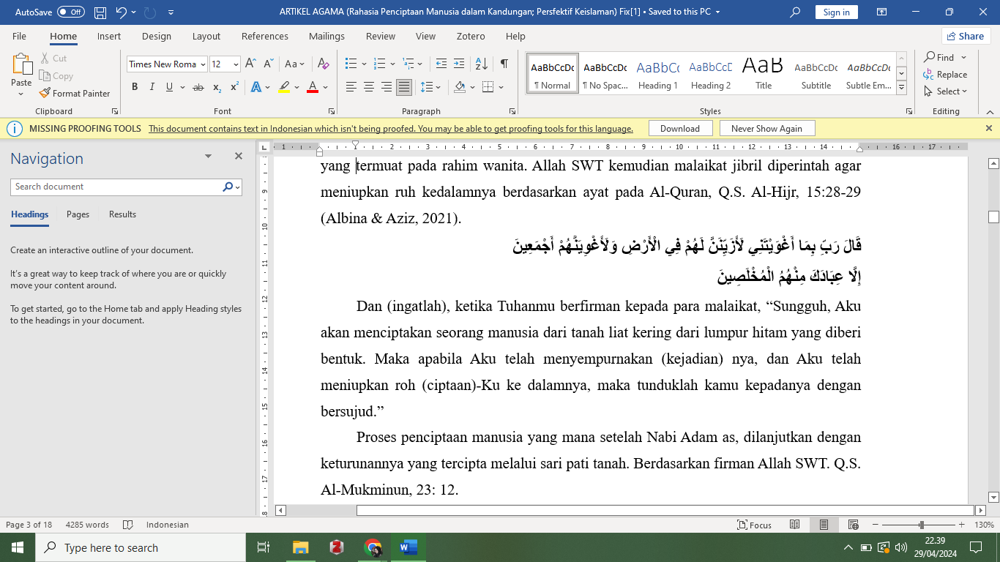 AutoSave Off
ARTIKEL AGAMA (Rahasia Penciptaan Manusia dalam Kandungan; Persfektif Keislaman) Fix[1] • Saved to this PC
Sign in
File Home Insert Design Layout References Mailings Review View Zotero Help
Share
Paste
Cut
Copy
Format Painter
Clipboard
Times New Roma 12
Font
Paragraph
AaBbCcDc AaBbCcDc AaBbCc AaBbCcD AaB AaBbCcDc AaBbCcDc
¶ Normal ¶ No Spac... Heading 1 Heading 2 Title Subtitle Subtle Em...
Styles
Find
Replace
Select
Editing
MISSING PROOFING TOOLS This document contains text in Indonesian which isn't being proofed. You may be able to get proofing tools for this language. Download Never Show Again
Navigation
Search document
Headings Pages Results
Create an interactive outline of your document.
It's a great way to keep track of where you are or quickly
move your content around.
To get started, go to the Home tab and apply Heading styles
to the headings in your document.
yang termuat pada rahim wanita. Allah SWT kemudian malaikat jibril diperintah agar
meniupkan ruh kedalamnya berdasarkan ayat pada Al-Quran, Q.S. Al-Hijr, 15:28-29
(Albina & Aziz, 2021).
قَالَ رَبِّ بِمَا أَغْوَيْتَنِي لَأُزَيِّنَنَّ لَهُمْ فِي الْأَرْضِ وَلَأُغْوِيَنَّهُمْ أَجْمَعِينَ
إِلَّا عِبَادَكَ مِنْهُمُ الْمُخْلَصِينَ
Dan (ingatlah), ketika Tuhanmu berfirman kepada para malaikat, “Sungguh, Aku
akan menciptakan seorang manusia dari tanah liat kering dari lumpur hitam yang diberi
bentuk. Maka apabila Aku telah menyempurnakan (kejadian) nya, dan Aku telah
meniupkan roh (ciptaan)-Ku ke dalamnya, maka tunduklah kamu kepadanya dengan
bersujud.”
Proses penciptaan manusia yang mana setelah Nabi Adam as, dilanjutkan dengan
keturunannya yang tercipta melalui sari pati tanah. Berdasarkan firman Allah SWT. Q.S.
Al-Mukminun, 23: 12.
Page 3 of 18 4285 words Indonesian
Focus
130%
Type here to search
22.39
29/04/2024